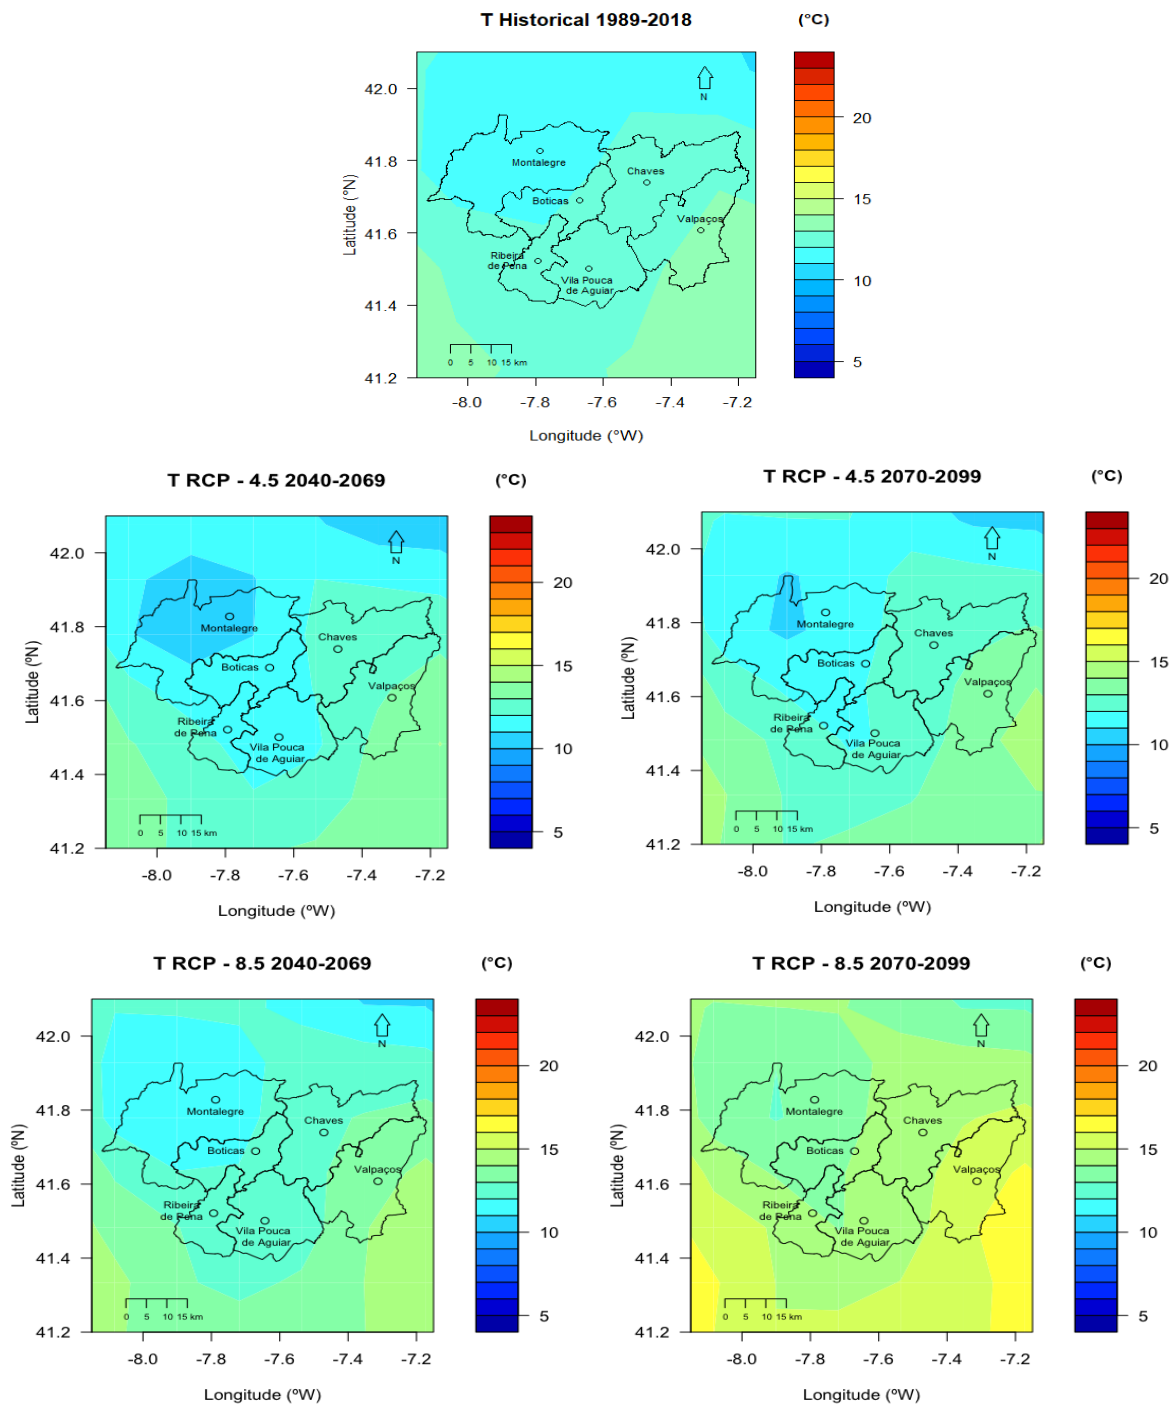 T Historical 1989-2018
(°C)
42.0
41.8
41.6
41.4
41.2
Latitude (°N)
N
Montalegre
Chaves
Boticas
Valpaços
Ribeira
de Pena
Vila Pouca
de Aguiar
0 5 10 15 km
-8.0 -7.8 -7.6 -7.4 -7.2
Longitude (°W)
20
15
10
5
T RCP - 4.5 2040-2069
(°C)
42.0
41.8
41.6
41.4
41.2
Latitude (ºN)
N
Montalegre
Chaves
Boticas
Valpaços
Ribeira
de Pena
Vila Pouca
de Aguiar
0 5 10 15 km
-8.0 -7.8 -7.6 -7.4 -7.2
Longitude (ºW)
20
15
10
5
T RCP - 4.5 2070-2099
(°C)
42.0
41.8
41.6
41.4
41.2
Latitude (ºN)
N
Montalegre
Chaves
Boticas
Valpaços
Ribeira
de Pena
Vila Pouca
de Aguiar
0 5 10 15 km
-8.0 -7.8 -7.6 -7.4 -7.2
Longitude (ºW)
20
15
10
5
T RCP - 8.5 2040-2069
(°C)
42.0
41.8
41.6
41.4
41.2
Latitude (ºN)
N
Montalegre
Chaves
Boticas
Valpaços
Ribeira
de Pena
Vila Pouca
de Aguiar
0 5 10 15 km
-8.0 -7.8 -7.6 -7.4 -7.2
Longitude (ºW)
20
15
10
5
T RCP - 8.5 2070-2099
(°C)
42.0
41.8
41.6
41.4
41.2
Latitude (ºN)
N
Montalegre
Chaves
Boticas
Valpaços
Ribeira
de Pena
Vila Pouca
de Aguiar
0 5 10 15 km
-8.0 -7.8 -7.6 -7.4 -7.2
Longitude (ºW)
20
15
10
5